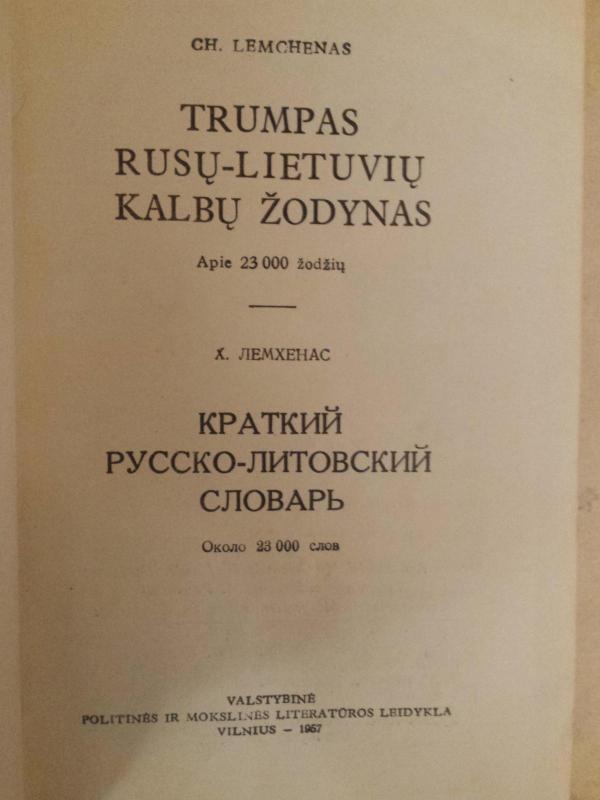 CH. LEMCHENAS
TRUMPAS
RUSŲ-LIETUVIŲ
KALBŲ ŽODYNAS
Apie 23 000 žodžių
Х. ЛЕМХЕНАС
КРАТКИЙ
РУССКО-ЛИТОВСКИЙ
СЛОВАРЬ
Около 23 000 слов
VALSTYBINĖ
POLITINĖS IR MOKSLINĖS LITERATŪROS LEIDYKLA
VILNIUS — 1957